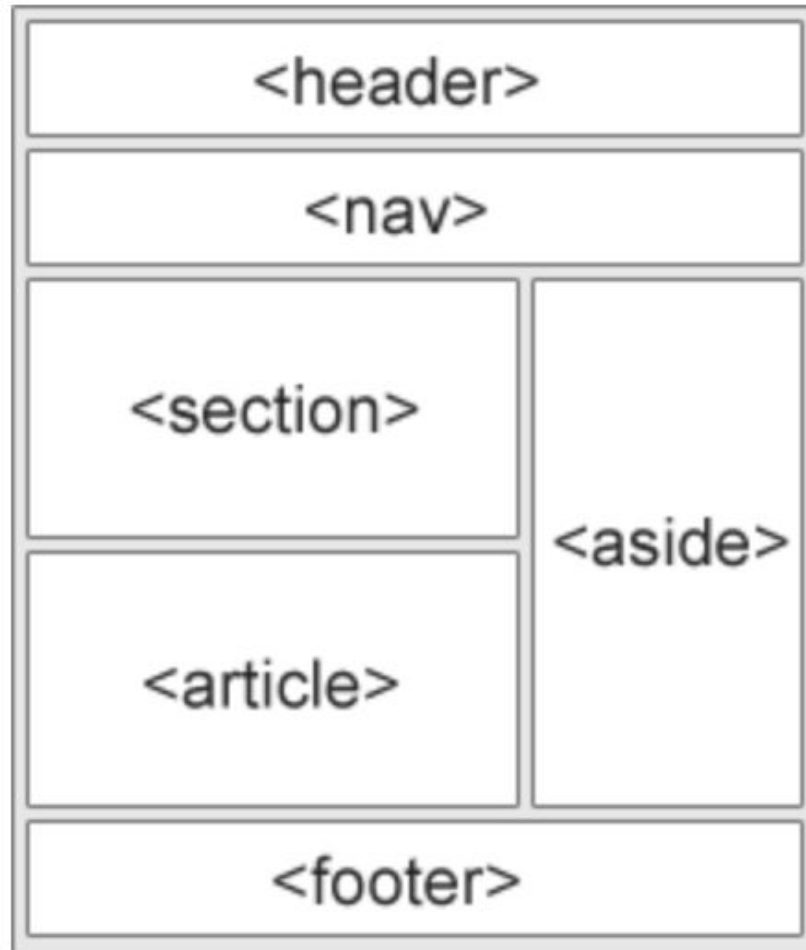 <header>
<nav>
<section>
<aside>
<article>
<footer>